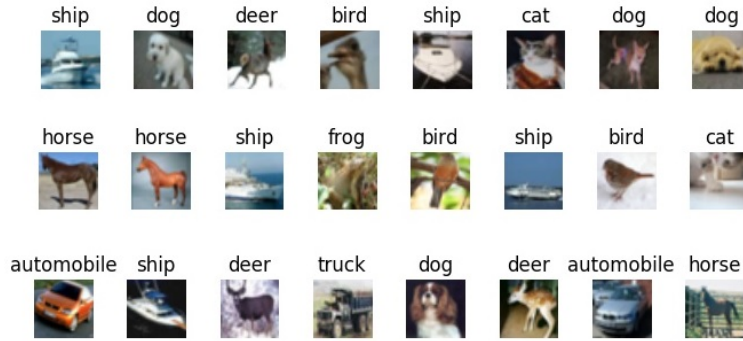 ship dog deer bird ship cat dog dog
horse horse ship frog bird ship bird cat
automobile ship deer truck dog deer automobile horse